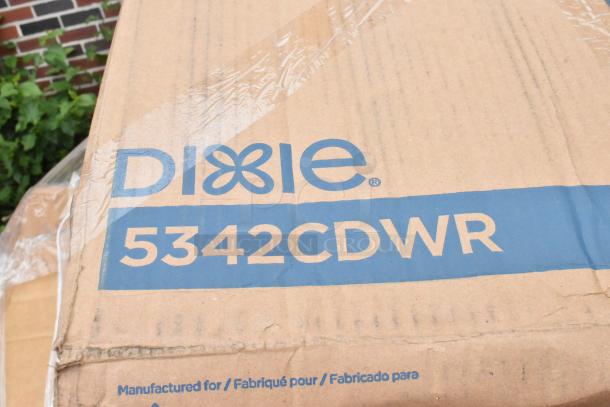 DIXIE®
5342CDWR
Manufactured for / Fabriqué pour / Fabricado para